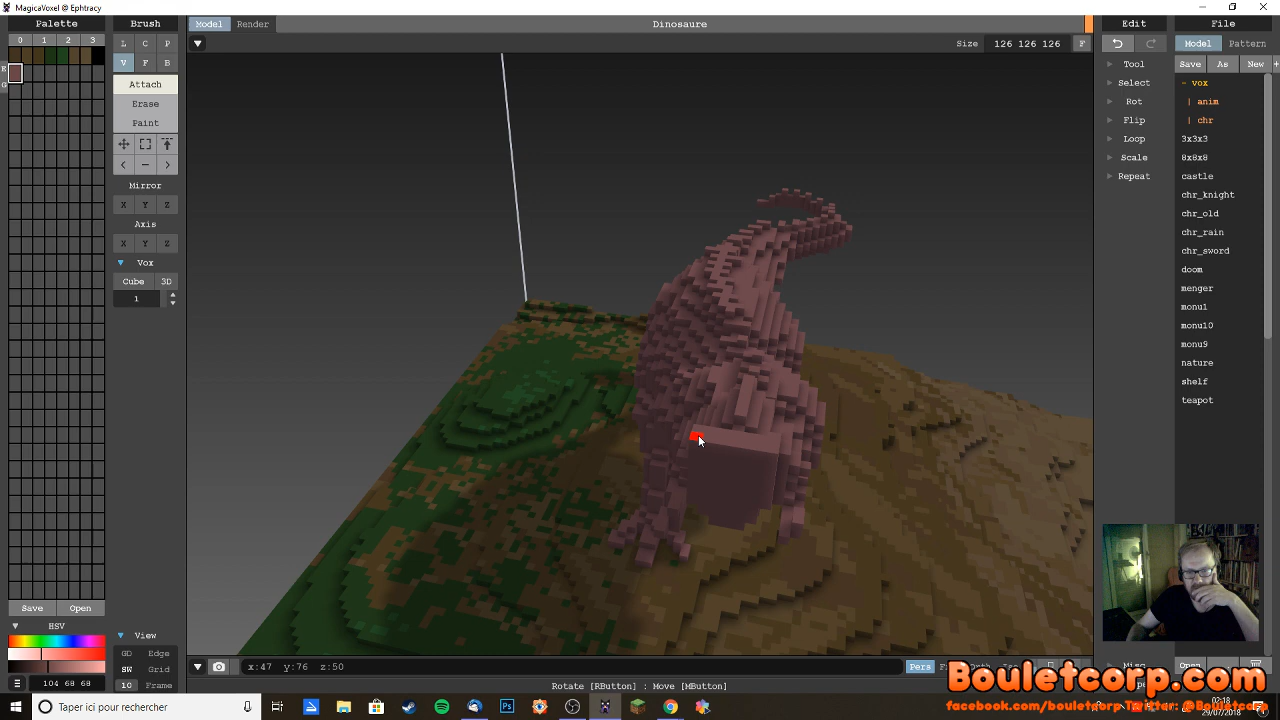 MagicaVoxel @ Ephtracy
Palette
0 1 2 3
Save Open
HSV
104 68 68
Brush
L C P
V F B
Attach
Erase
Paint
Mirror
X Y Z
Axis
X Y Z
Vox
Cube 3D
1
View
GD Edge
SW Grid
10 Frame
Model Render
Dinosaure
Size 126 126 126 F
x:47 y:76 z:50
Pers
Rotate [RButton] : Move [MButton]
Edit
Tool
Select
Rot
Flip
Loop
Scale
Repeat
File
Model Pattern
Save As New +
- vox
| anim
| chr
3x3x3
8x8x8
castle
chr_knight
chr_old
chr_rain
chr_sword
doom
menger
monu1
monu10
monu9
nature
shelf
teapot
Bouletcorp.com
facebook.com/bouletcorp Twitter: @Bouletcorp
Taper ici pour rechercher
02:18
29/07/2018